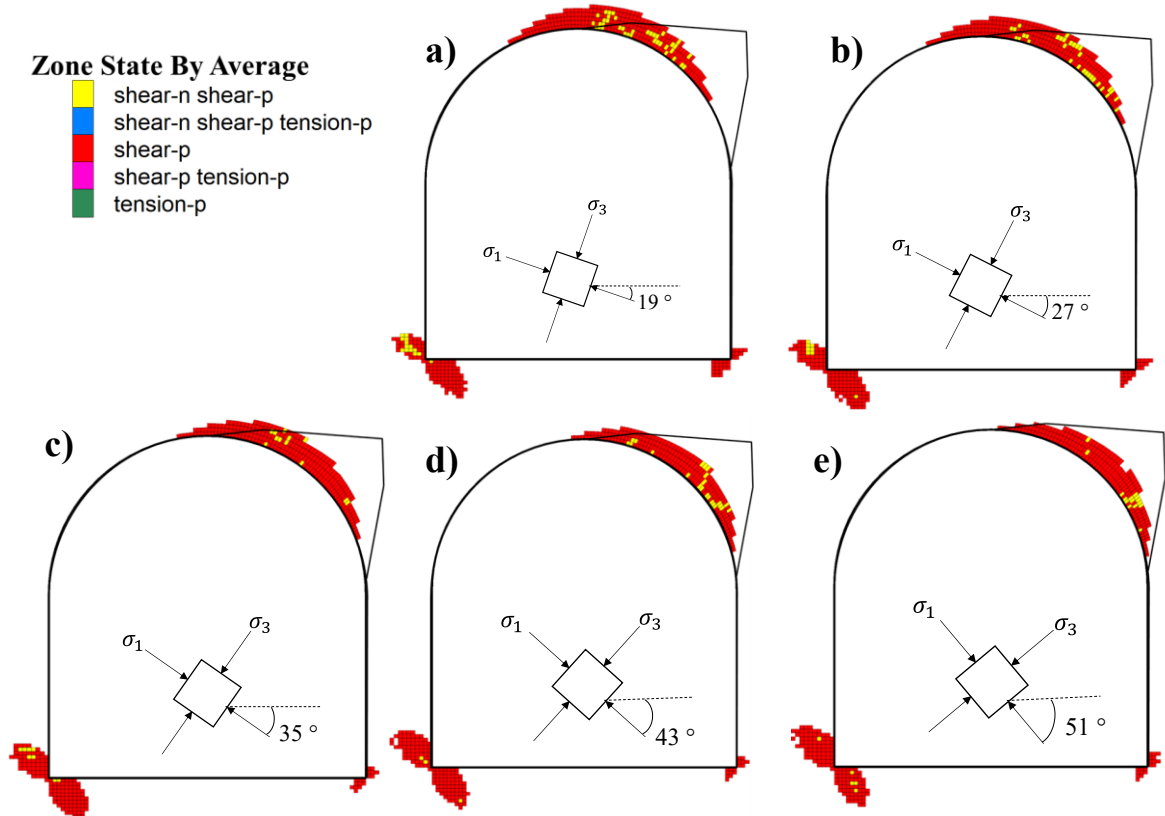 Zone State By Average
shear-n shear-p
shear-n shear-p tension-p
shear-p
shear-p tension-p
tension-p
a)
σ3
σ1
19 °
b)
σ3
σ1
27 °
c)
σ1
σ3
35 °
d)
σ1
σ3
43 °
e)
σ1
σ3
51 °